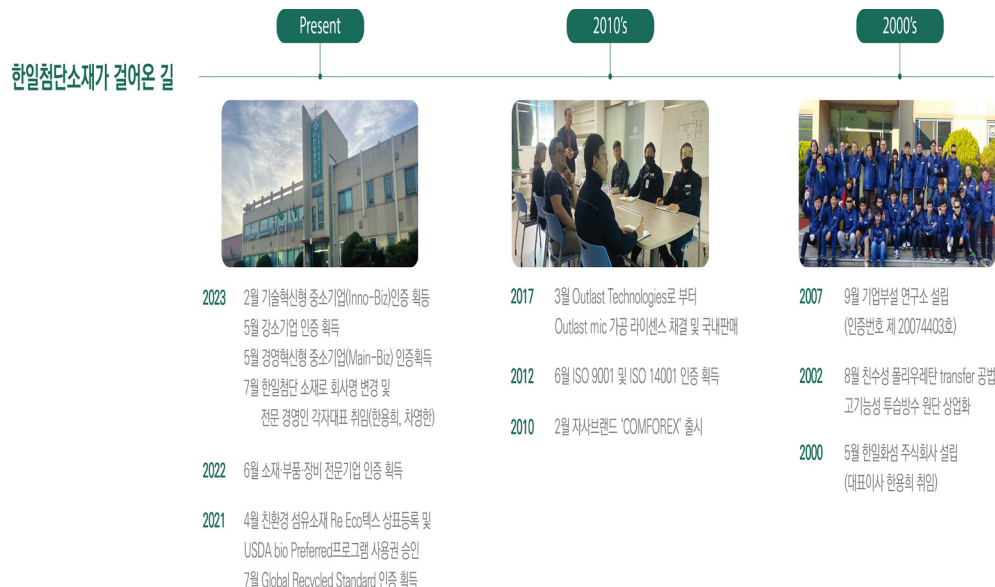 한일첨단소재가 걸어온 길
Present
2023 2월 기술혁신형 중소기업(Inno-Biz)인증 획등
5월 강소기업 인증 획득
5월 경영혁신형 중소기업(Main-Biz) 인증획득
7월 한일첨단 소재로 회사명 변경 및
전문 경영인 각자대표 취임(한용희, 차영한)
2022 6월 소재·부품·장비 전문기업 인증 획득
2021 4월 친환경 섬유소재 Re Eco텍스 상표등록 및
USDA bio Preferred프로그램 사용권 승인
7월 Global Recycled Standard 인증 획득
2010's
2017 3월 Outlast Technologies로 부터
Outlast mic 가공 라이센스 채결 및 국내판매
2012 6월 ISO 9001 및 ISO 14001 인증 획득
2010 2월 자사브랜드 'COMFOREX' 출시
2000's
2007 9월 기업부설 연구소 설립
(인증번호 제 20074403호)
2002 8월 친수성 폴리우레탄 transfer 공법
고기능성 투습방수 원단 상업화
2000 5월 한일화섬 주식회사 설립
(대표이사 한용희 취임)